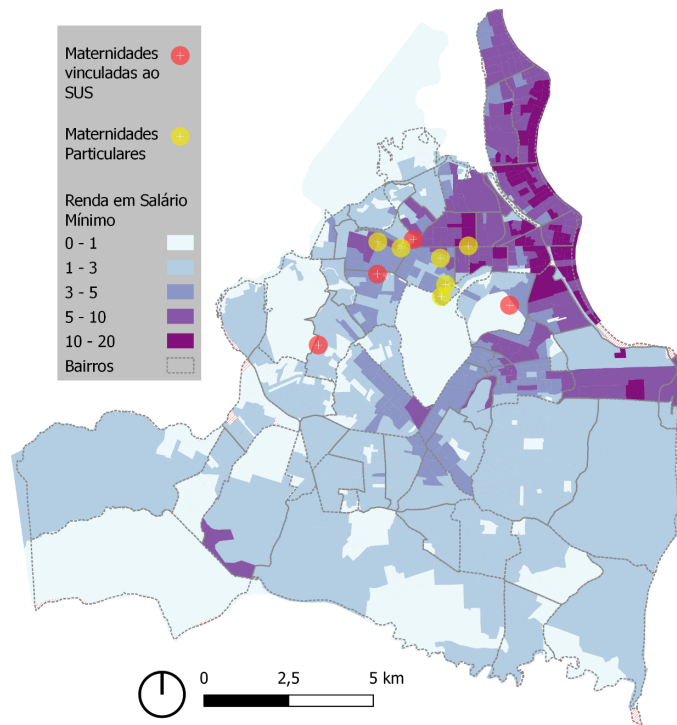 Maternidades
vinculadas ao
SUS
Maternidades
Particulares
Renda em Salário
Mínimo
0 - 1
1 - 3
3 - 5
5 - 10
10 - 20
Bairros
0 2,5 5 km